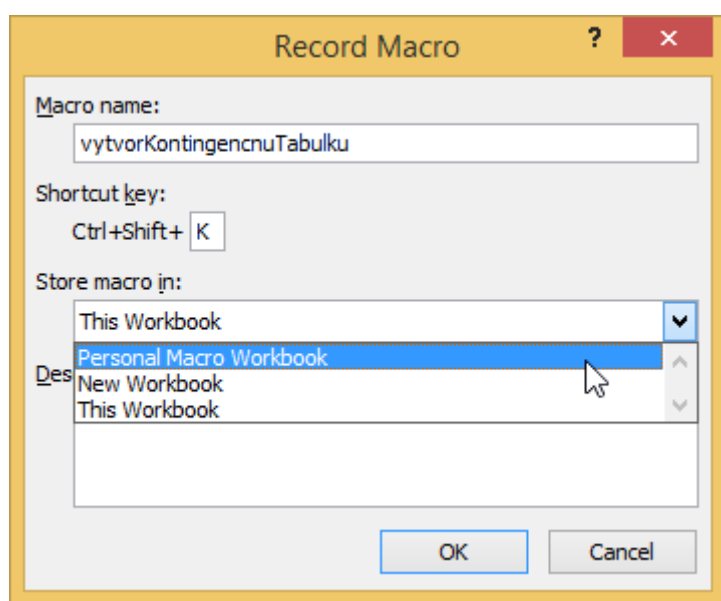 Record Macro ?
Macro name:
vytvorKontingencnuTabulku
Shortcut key:
Ctrl+Shift+ K
Store macro in:
This Workbook
Personal Macro Workbook
Des
New Workbook
This Workbook
OK Cancel